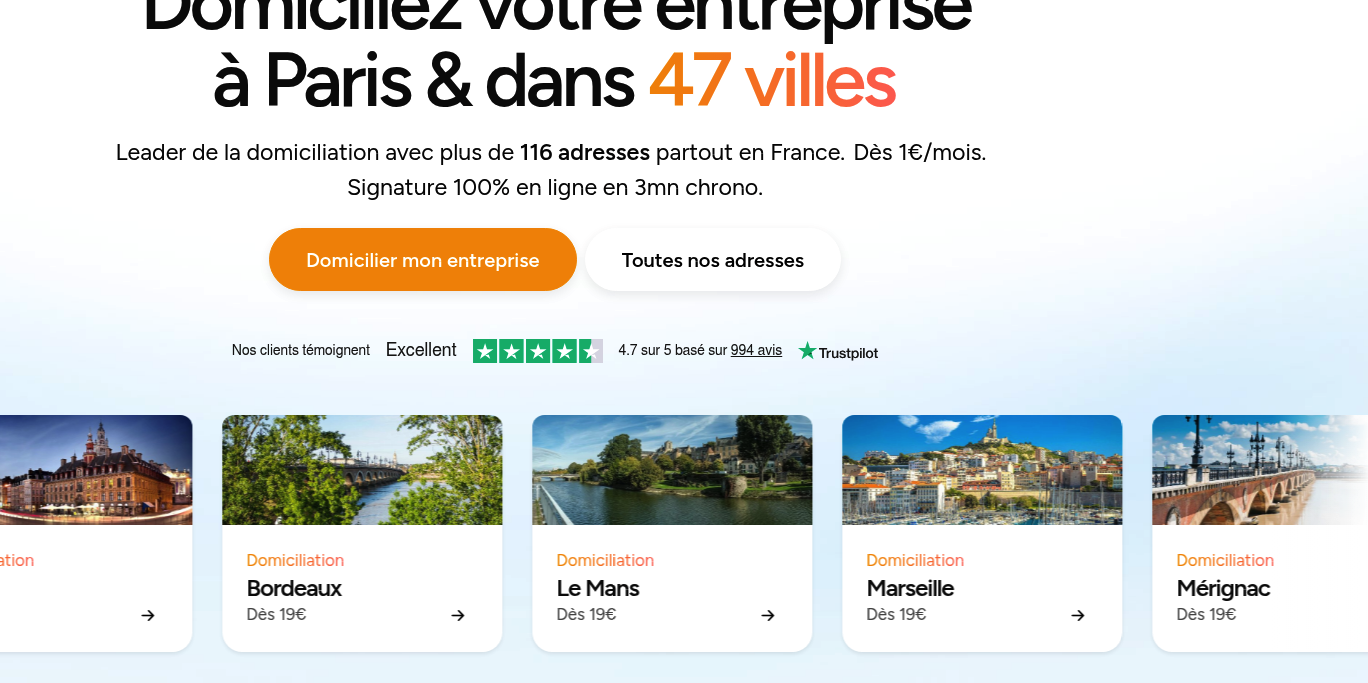 Domiciliez votre entreprise
à Paris & dans 47 villes
Leader de la domiciliation avec plus de 116 adresses partout en France. Dès 1€/mois.
Signature 100% en ligne en 3mn chrono.
Domicilier mon entreprise
Toutes nos adresses
Nos clients témoignent Excellent 4.7 sur 5 basé sur 994 avis Trustpilot
Domiciliation
Bordeaux
Dès 19€
Domiciliation
Le Mans
Dès 19€
Domiciliation
Marseille
Dès 19€
Domiciliation
Mérignac
Dès 19€